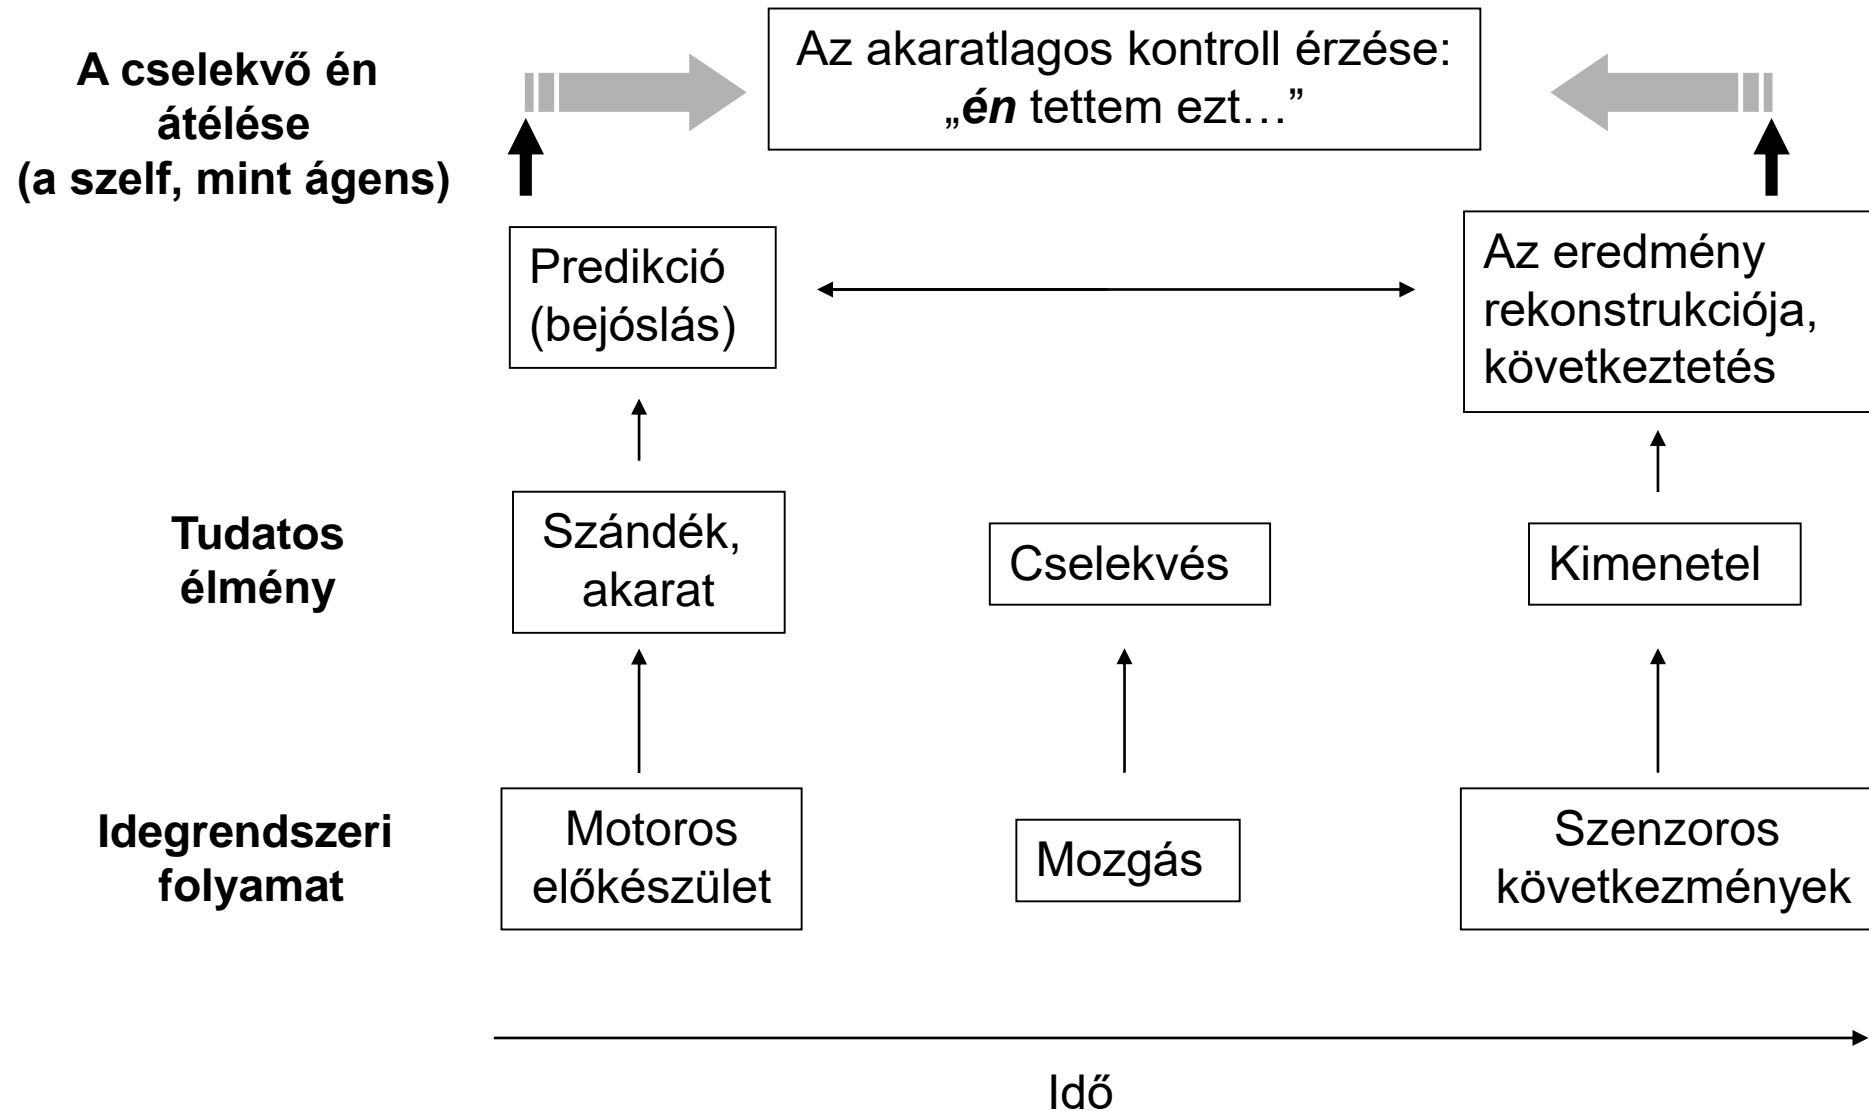 A cselekvő én
átélése
(a szelf, mint ágens)
Az akaratlagos kontroll érzése:
„én tettem ezt…”
Predikció
(bejóslás)
Az eredmény
rekonstrukciója,
következtetés
Tudatos
élmény
Szándék,
akarat
Cselekvés
Kimenetel
Idegrendszeri
folyamat
Motoros
előkészület
Mozgás
Szenzoros
következmények
Idő